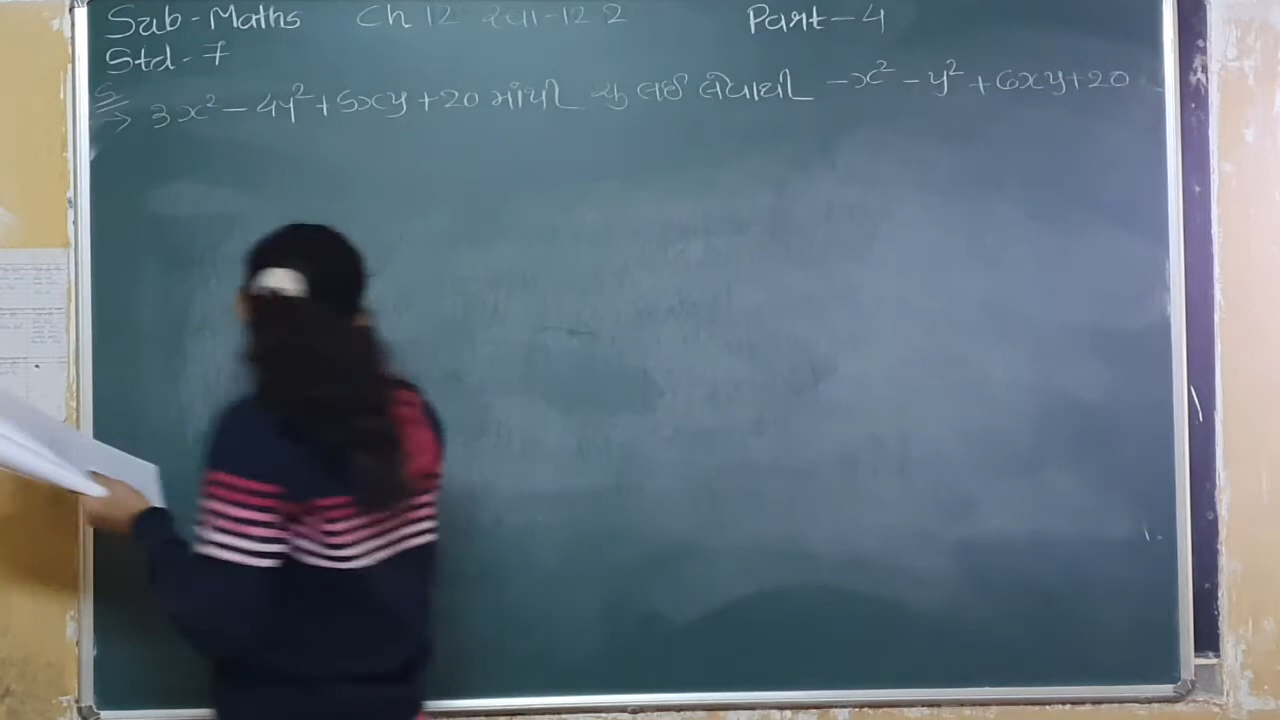 Sub - Maths Ch 12 સ્વા-12.2 Part-4
Std - 7
5
→ 3x² - 4y² + 5xy + 20 માંથી શુ લઈ લેવાથી -x² - y² + 6xy + 20